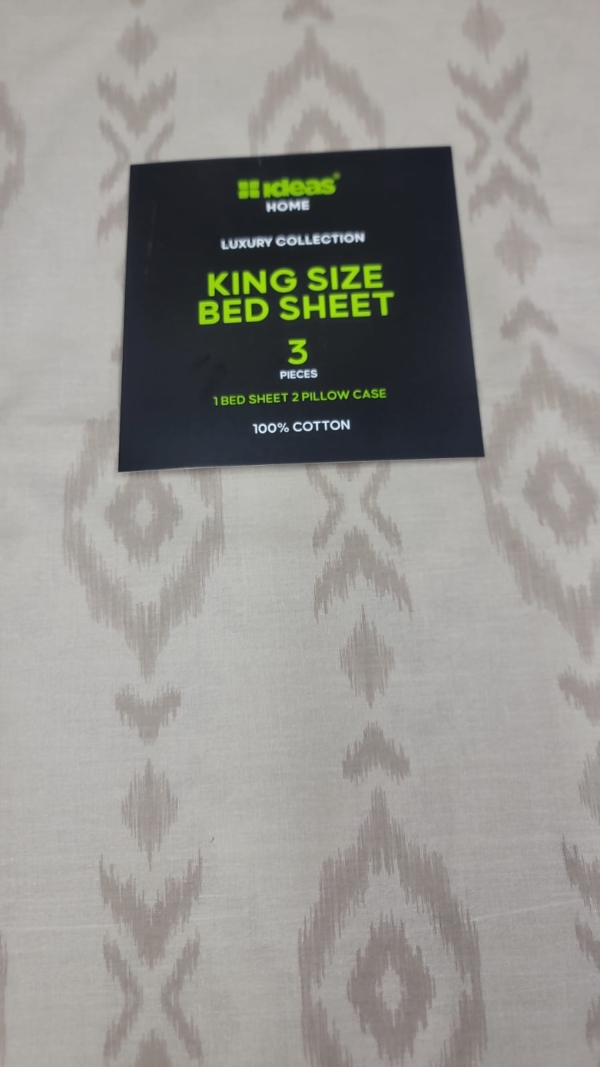 ideas®
HOME
LUXURY COLLECTION
KING SIZE
BED SHEET
3
PIECES
1 BED SHEET 2 PILLOW CASE
100% COTTON